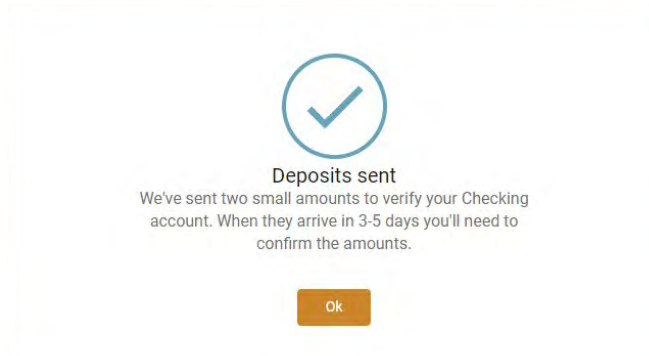 Deposits sent
We've sent two small amounts to verify your Checking
account. When they arrive in 3-5 days you'll need to
confirm the amounts.
Ok